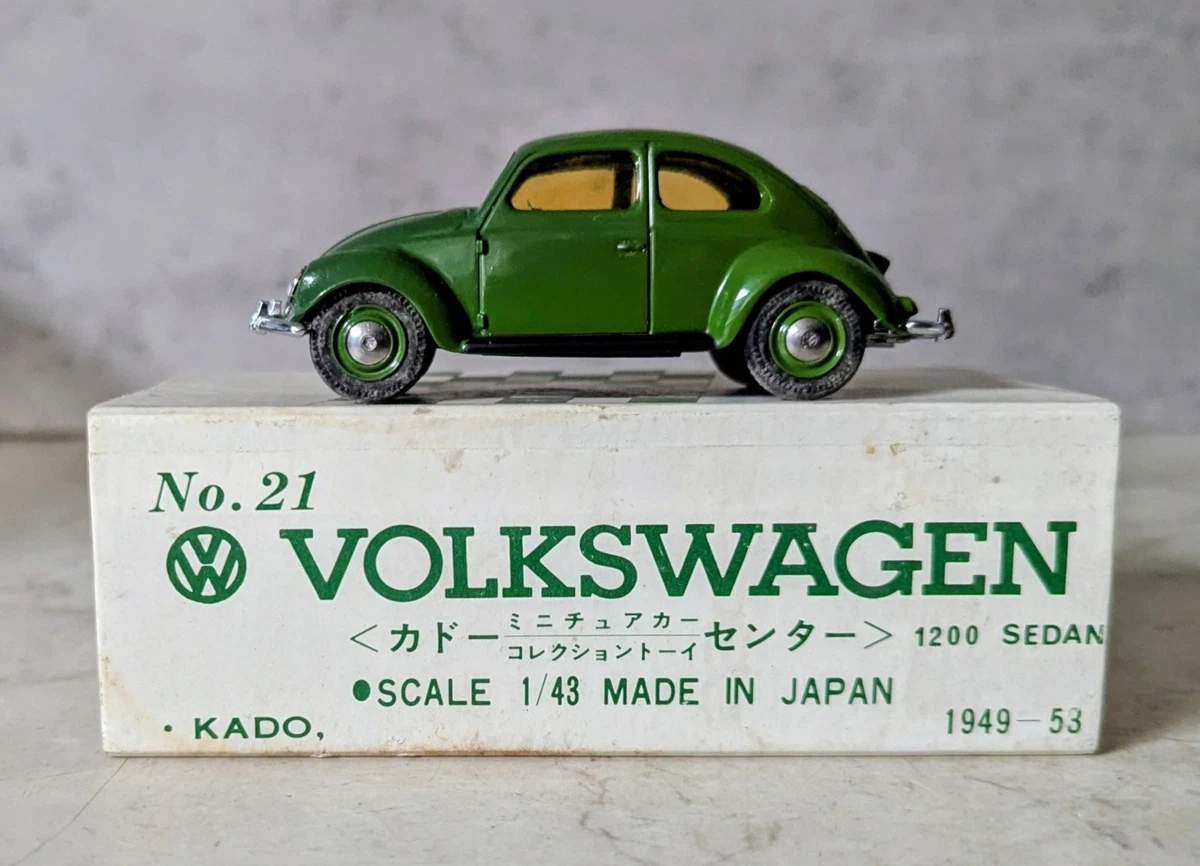 No. 21
VOLKSWAGEN
<カドー ミニチュアカー コレクショントーイ センター> 1200 SEDAN
●SCALE 1/43 MADE IN JAPAN
· KADO, 1949-53